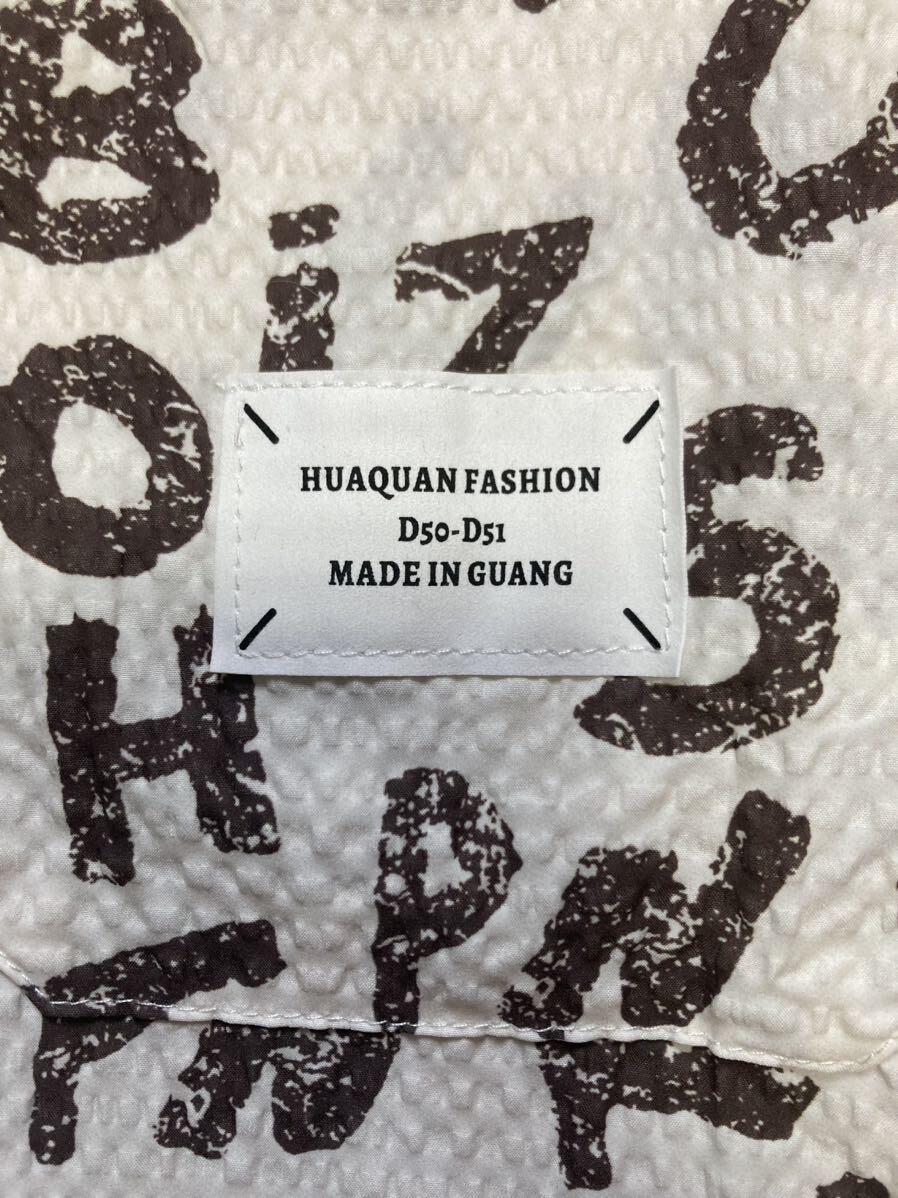 B
i Z
O
HUAQUAN FASHION
D50-D51
MADE IN GUANG
S
H
P N